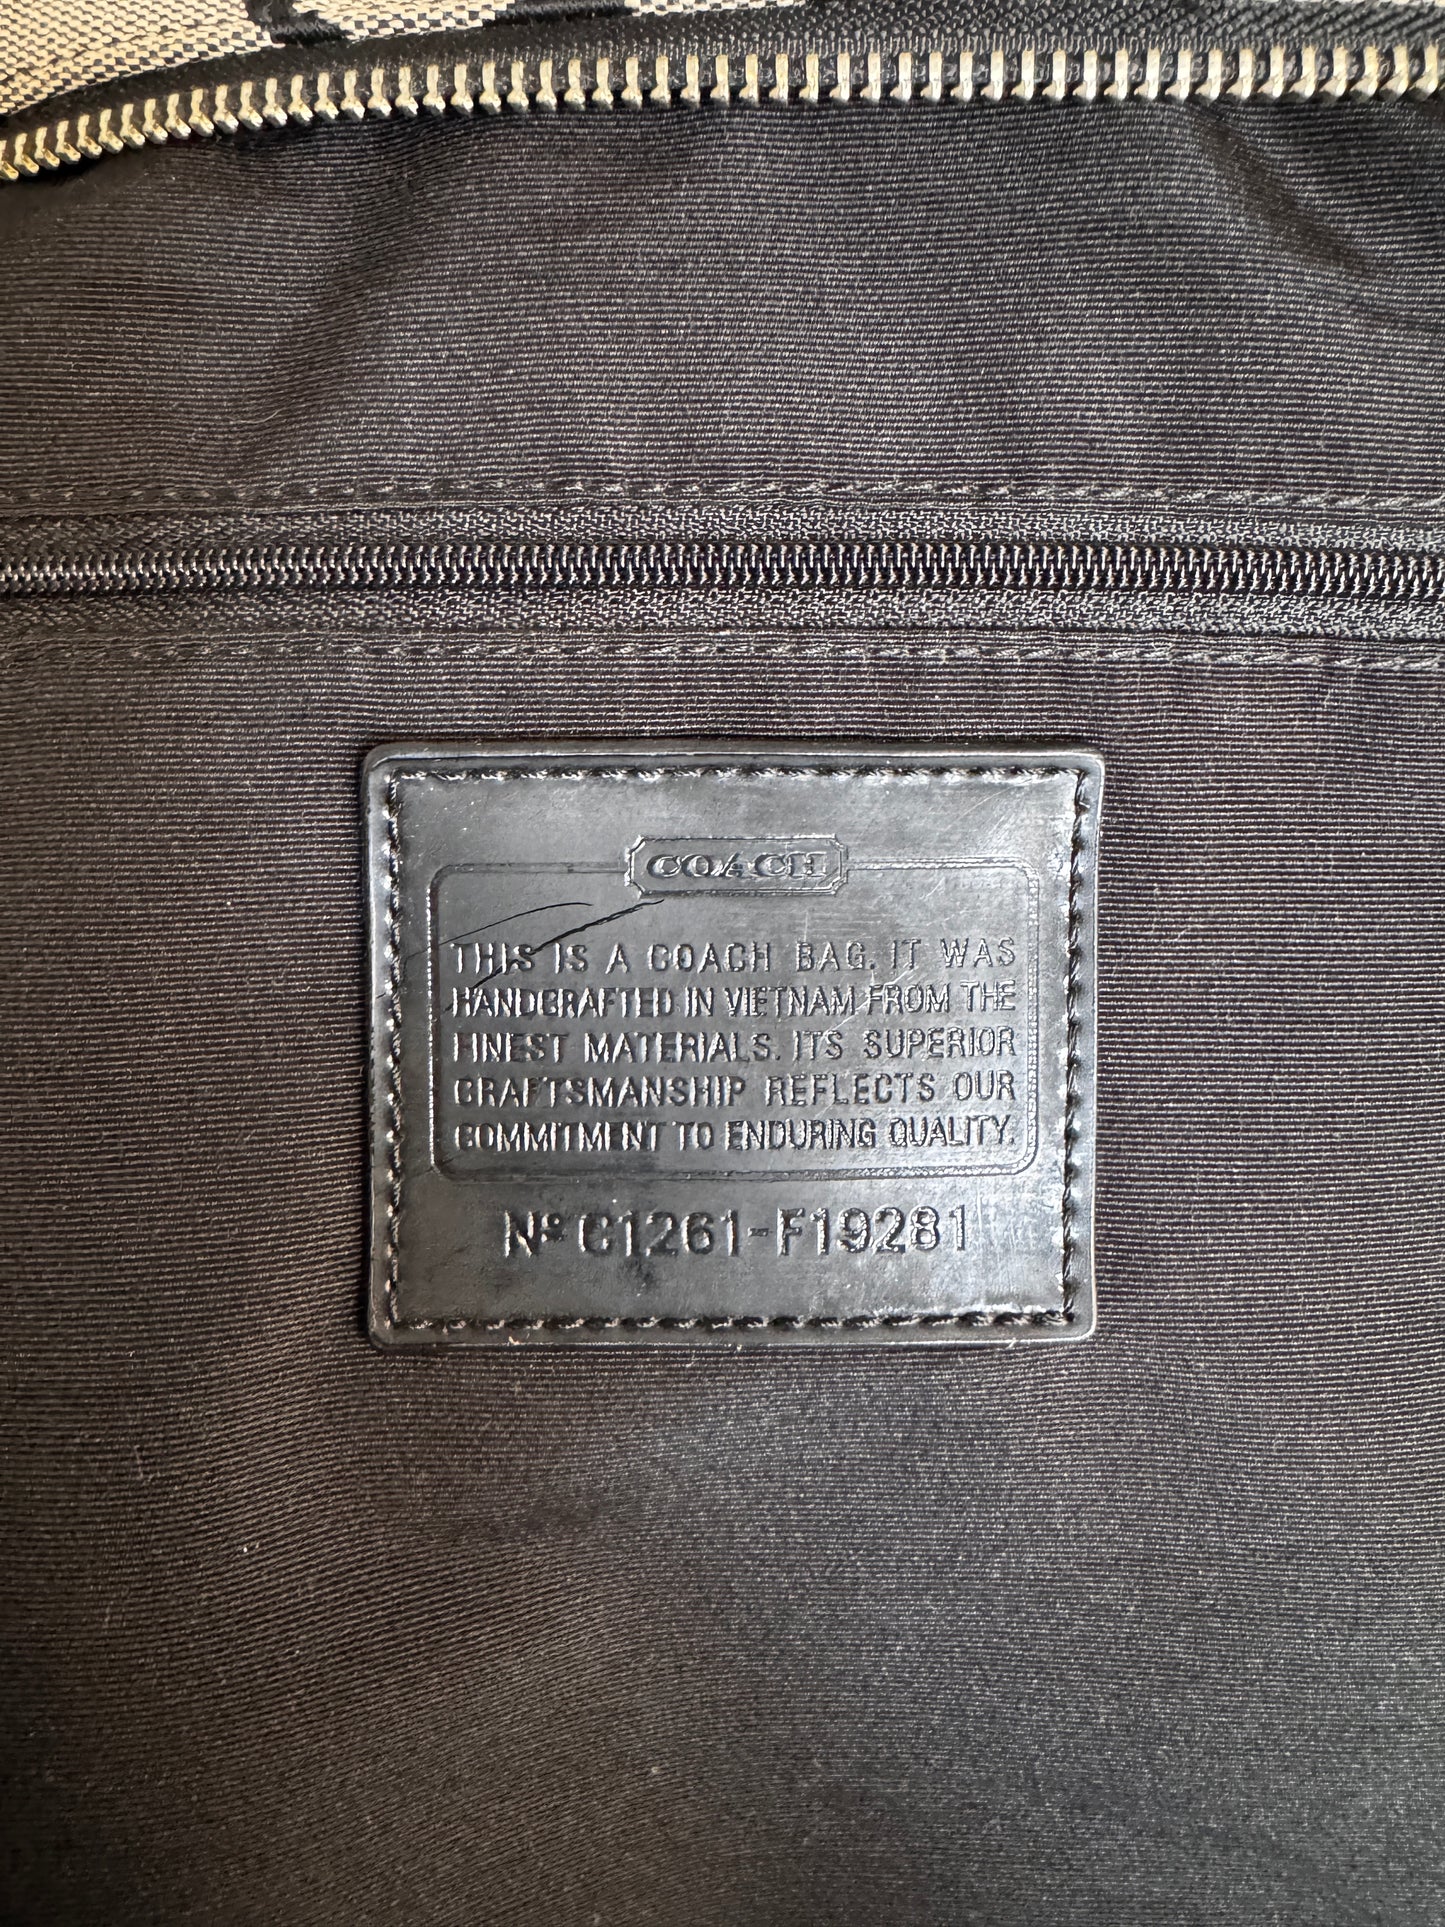 COACH
THIS IS A COACH BAG. IT WAS
HANDCRAFTED IN VIETNAM FROM THE
FINEST MATERIALS. ITS SUPERIOR
CRAFTSMANSHIP REFLECTS OUR
COMMITMENT TO ENDURING QUALITY.
Nº C1261-F19281